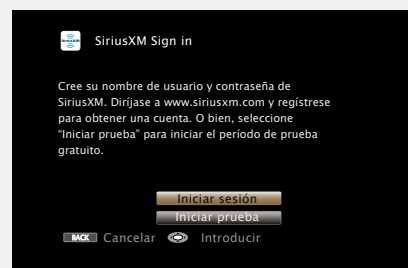 SiriusXM Sign in
Cree su nombre de usuario y contraseña de
SiriusXM. Diríjase a www.siriusxm.com y regístrese
para obtener una cuenta. O bien, seleccione
“Iniciar prueba” para iniciar el período de prueba
gratuito.
Iniciar sesión
Iniciar prueba
BACK Cancelar Introducir